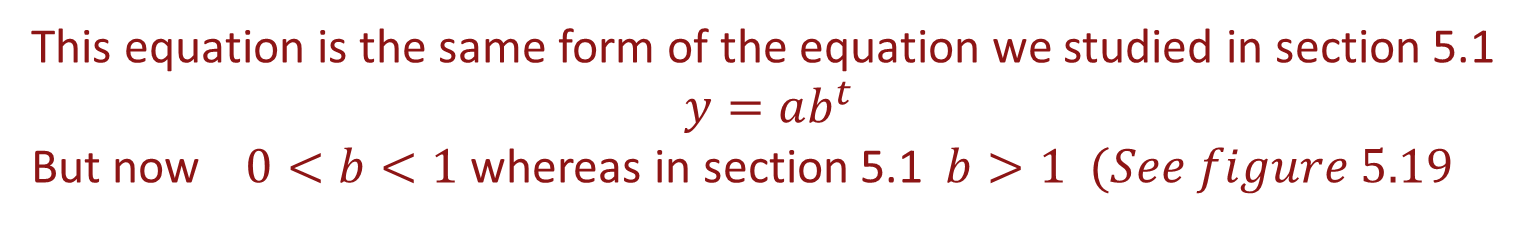 This equation is the same form of the equation we studied in section 5.1
y = ab^t
But now 0 < b < 1 whereas in section 5.1 b > 1 (See figure 5.19